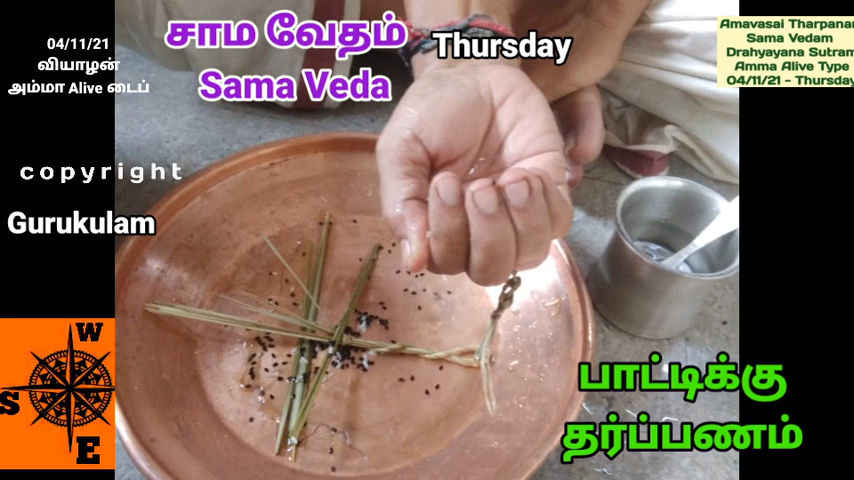 04/11/21
வியாழன்
அம்மா Alive டைப்
சாம வேதம்
Sama Veda
Thursday
Amavasai Tharpanam
Sama Vedam
Drahyayana Sutram
Amma Alive Type
04/11/21 - Thursday
copyright
Gurukulam
W
S
E
பாட்டிக்கு
தர்ப்பணம்